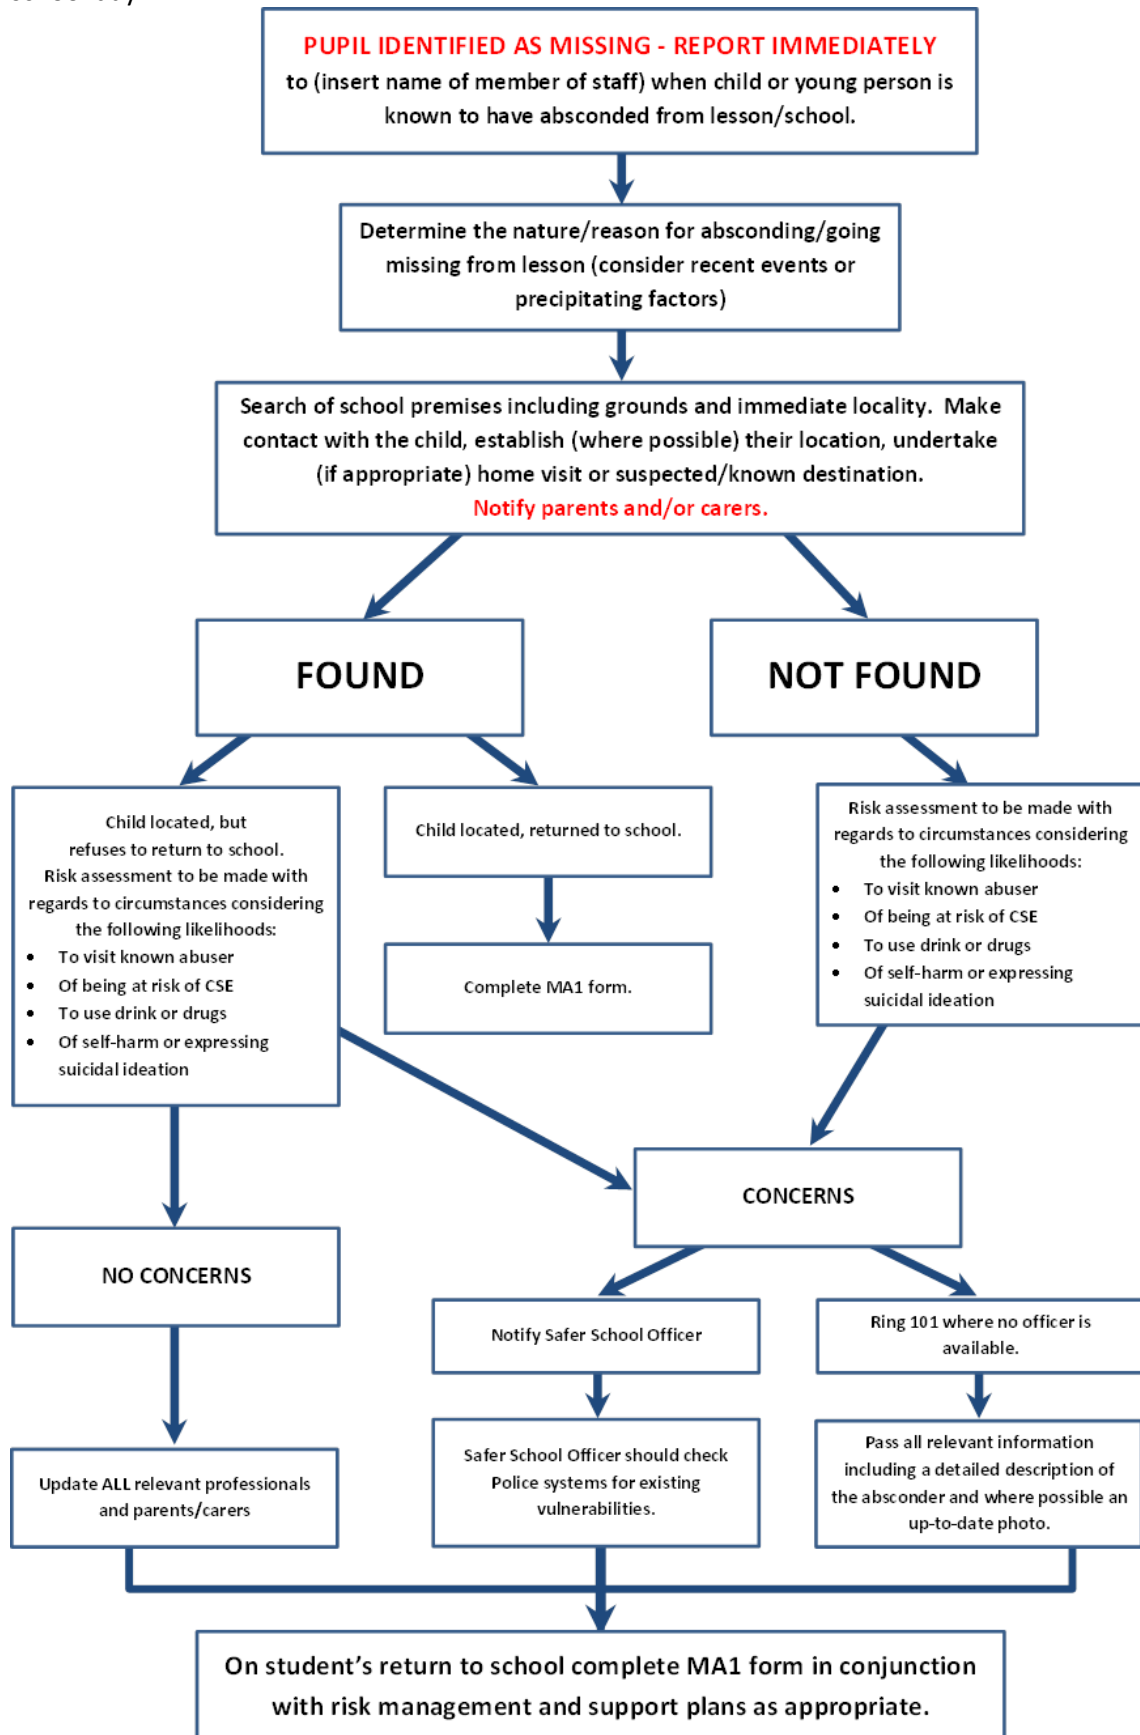 PUPIL IDENTIFIED AS MISSING - REPORT IMMEDIATELY
to (insert name of member of staff) when child or young person is
known to have absconded from lesson/school.
Determine the nature/reason for absconding/going
missing from lesson (consider recent events or
precipitating factors)
Search of school premises including grounds and immediate locality. Make
contact with the child, establish (where possible) their location, undertake
(if appropriate) home visit or suspected/known destination.
Notify parents and/or carers.
FOUND
NOT FOUND
Child located, but
refuses to return to school.
Risk assessment to be made with
regards to circumstances considering
the following likelihoods:
• To visit known abuser
• Of being at risk of CSE
• To use drink or drugs
• Of self-harm or expressing
suicidal ideation
Child located, returned to school.
Complete MA1 form.
Risk assessment to be made with
regards to circumstances considering
the following likelihoods:
• To visit known abuser
• Of being at risk of CSE
• To use drink or drugs
• Of self-harm or expressing
suicidal ideation
CONCERNS
NO CONCERNS
Notify Safer School Officer
Ring 101 where no officer is
available.
Update ALL relevant professionals
and parents/carers
Safer School Officer should check
Police systems for existing
vulnerabilities.
Pass all relevant information
including a detailed description of
the absconder and where possible an
up-to-date photo.
On student's return to school complete MA1 form in conjunction
with risk management and support plans as appropriate.